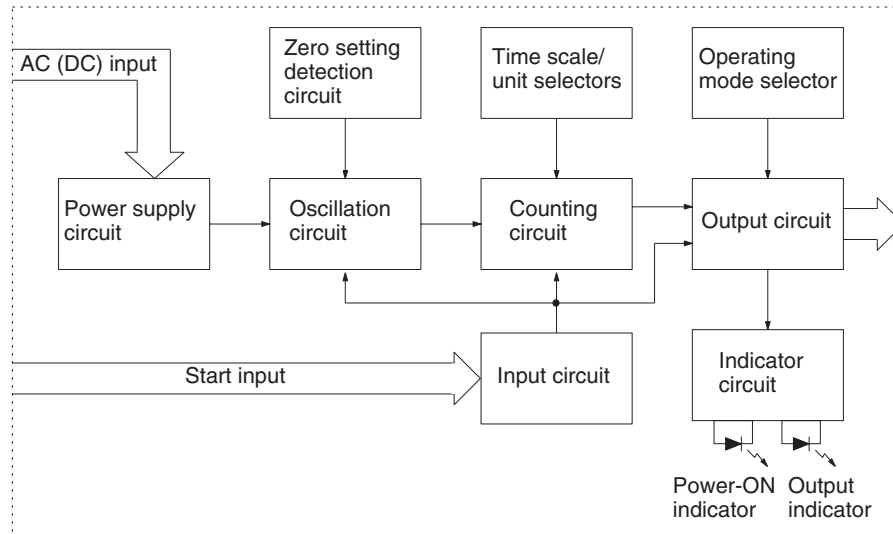 AC (DC) input
Zero setting
detection
circuit
Time scale/
unit selectors
Operating
mode selector
Power supply
circuit
Oscillation
circuit
Counting
circuit
Output circuit
Start input
Input circuit
Indicator
circuit
Power-ON
indicator
Output
indicator